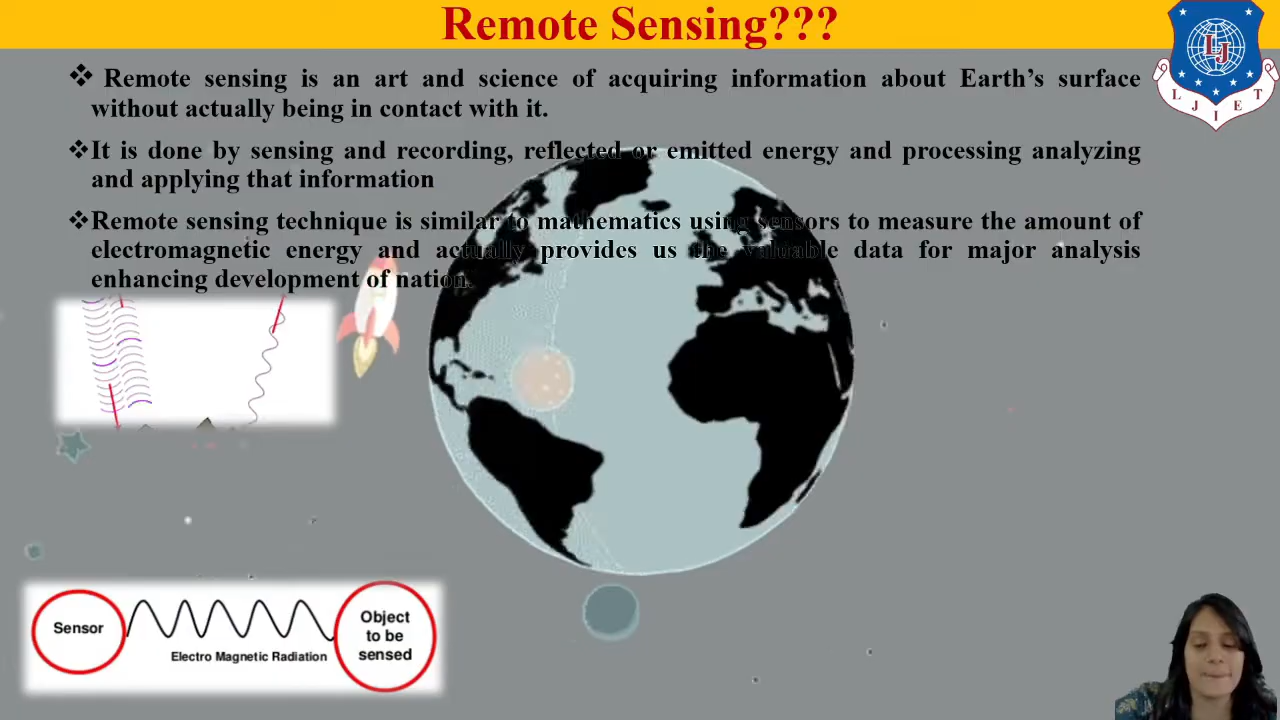 Remote Sensing???
❖ Remote sensing is an art and science of acquiring information about Earth's surface
without actually being in contact with it.
❖It is done by sensing and recording, reflected or emitted energy and processing analyzing
and applying that information
❖Remote sensing technique is similar to mathematics using sensors to measure the amount of
electromagnetic energy and actually provides us the valuable data for major analysis
enhancing development of nation.
LJ
L J I E T
Sensor
Electro Magnetic Radiation
Object
to be
sensed